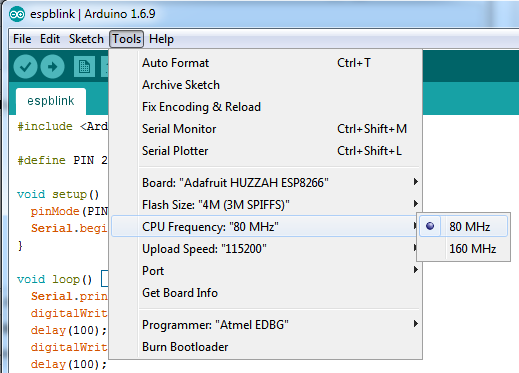 espblink | Arduino 1.6.9
File Edit Sketch Tools Help
espblink
Auto Format Ctrl+T
Archive Sketch
Fix Encoding & Reload
Serial Monitor Ctrl+Shift+M
Serial Plotter Ctrl+Shift+L
Board: "Adafruit HUZZAH ESP8266"
Flash Size: "4M (3M SPIFFS)"
CPU Frequency: "80 MHz"
Upload Speed: "115200"
Port
Get Board Info
Programmer: "Atmel EDBG"
Burn Bootloader
80 MHz
160 MHz
#include <Ard
#define PIN 2
void setup()
pinMode(PIN
Serial.begi
}
void loop()
Serial.prin
digitalWrit
delay(100);
digitalWrit
delay(100);